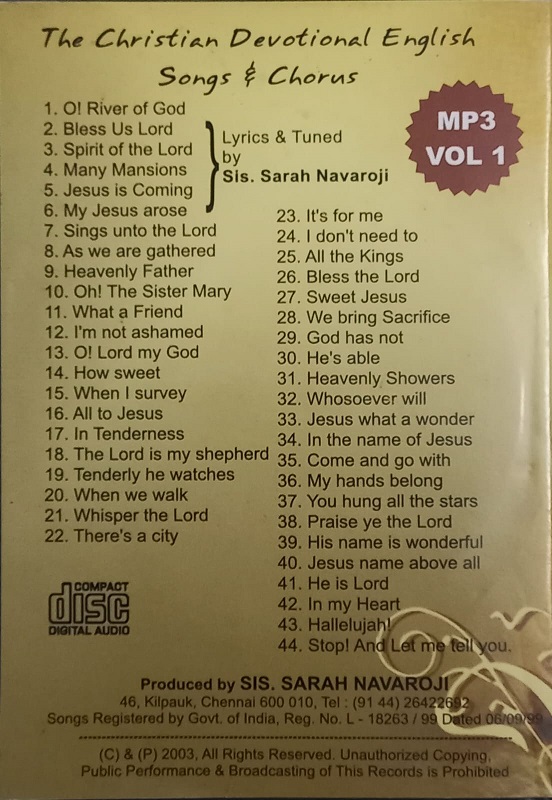 The Christian Devotional English
Songs & Chorus
MP3
VOL 1
1. O! River of God
2. Bless Us Lord
3. Spirit of the Lord
4. Many Mansions
5. Jesus is Coming
6. My Jesus arose
Lyrics & Tuned
by
Sis. Sarah Navaroji
7. Sings unto the Lord
8. As we are gathered
9. Heavenly Father
10. Oh! The Sister Mary
11. What a Friend
12. I'm not ashamed
13. O! Lord my God
14. How sweet
15. When I survey
16. All to Jesus
17. In Tenderness
18. The Lord is my shepherd
19. Tenderly he watches
20. When we walk
21. Whisper the Lord
22. There's a city
23. It's for me
24. I don't need to
25. All the Kings
26. Bless the Lord
27. Sweet Jesus
28. We bring Sacrifice
29. God has not
30. He's able
31. Heavenly Showers
32. Whosoever will
33. Jesus what a wonder
34. In the name of Jesus
35. Come and go with
36. My hands belong
37. You hung all the stars
38. Praise ye the Lord
39. His name is wonderful
40. Jesus name above all
41. He is Lord
42. In my Heart
43. Hallelujah!
44. Stop! And Let me tell you.
COMPACT
disc
DIGITAL AUDIO
Produced by SIS. SARAH NAVAROJI
46, Kilpauk, Chennai 600 010, Tel : (91 44) 26422692
Songs Registered by Govt. of India, Reg. No. L - 18263 / 99 Dated 06/09/99
(C) & (P) 2003, All Rights Reserved. Unauthorized Copying,
Public Performance & Broadcasting of This Records is Prohibited